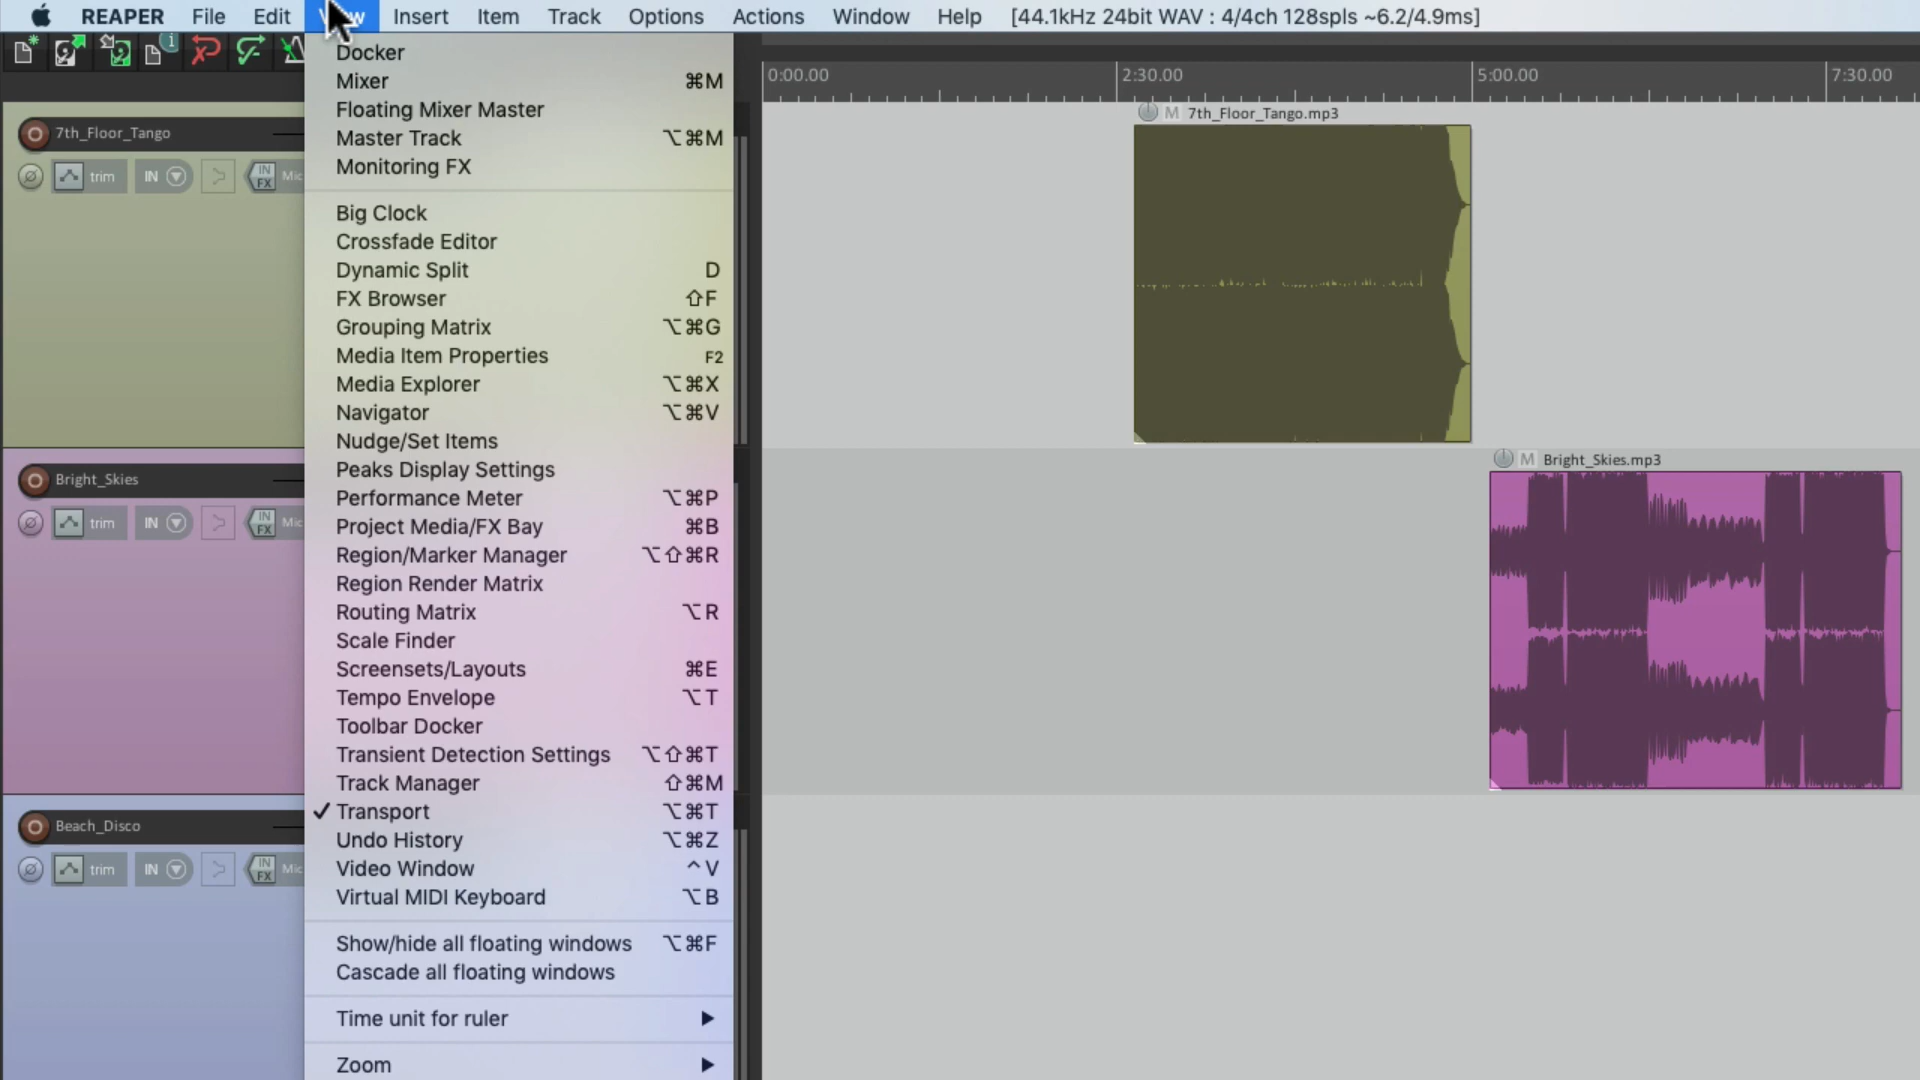 REAPER File Edit Insert Item Track Options Actions Window Help [44.1kHz 24bit WAV : 4/4ch 128spls ~6.2/4.9ms]
Docker
Mixer ⌘M
Floating Mixer Master
Master Track ⌥⌘M
Monitoring FX
Big Clock
Crossfade Editor
Dynamic Split D
FX Browser ⇧F
Grouping Matrix ⌥⌘G
Media Item Properties F2
Media Explorer ⌥⌘X
Navigator ⌥⌘V
Nudge/Set Items
Peaks Display Settings
Performance Meter ⌥⌘P
Project Media/FX Bay ⌘B
Region/Marker Manager ⌥⇧⌘R
Region Render Matrix
Routing Matrix ⌥R
Scale Finder
Screensets/Layouts ⌘E
Tempo Envelope ⌥T
Toolbar Docker
Transient Detection Settings ⌥⇧⌘T
Track Manager ⇧⌘M
✓ Transport ⌥⌘T
Undo History ⌥⌘Z
Video Window ^V
Virtual MIDI Keyboard ⌥B
Show/hide all floating windows ⌥⌘F
Cascade all floating windows
Time unit for ruler
Zoom
7th_Floor_Tango
trim IN IN FX Mic
Bright_Skies
trim IN IN FX Mic
Beach_Disco
trim IN IN FX Mic
0:00.00 2:30.00 5:00.00 7:30.00
M 7th_Floor_Tango.mp3
M Bright_Skies.mp3